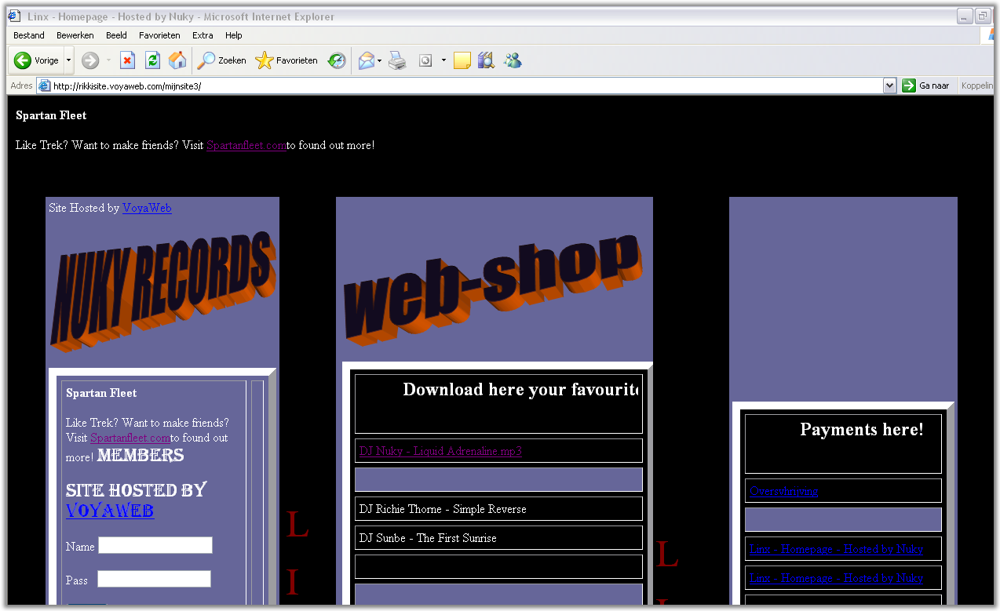 Linx - Homepage - Hosted by Nuky - Microsoft Internet Explorer
Bestand Bewerken Beeld Favorieten Extra Help
Vorige Zoeken Favorieten
Adres http://rikkisite.voyaweb.com/mijnsite3/ Ga naar Koppelin
Spartan Fleet
Like Trek? Want to make friends? Visit Spartanfleet.comto found out more!
Site Hosted by VoyaWeb
NUKY RECORDS
Spartan Fleet
Like Trek? Want to make friends?
Visit Spartanfleet.comto found out
more! MEMBERS
SITE HOSTED BY
VOYAWEB
Name
Pass
L
I
web-shop
Download here your favourite
DJ Nuky - Liquid Adrenaline mp3
DJ Richie Thorne - Simple Reverse
DJ Sunbe - The First Sunrise
L
Payments here!
Oversvhrijving
Linx - Homepage - Hosted by Nuky
Linx - Homepage - Hosted by Nuky